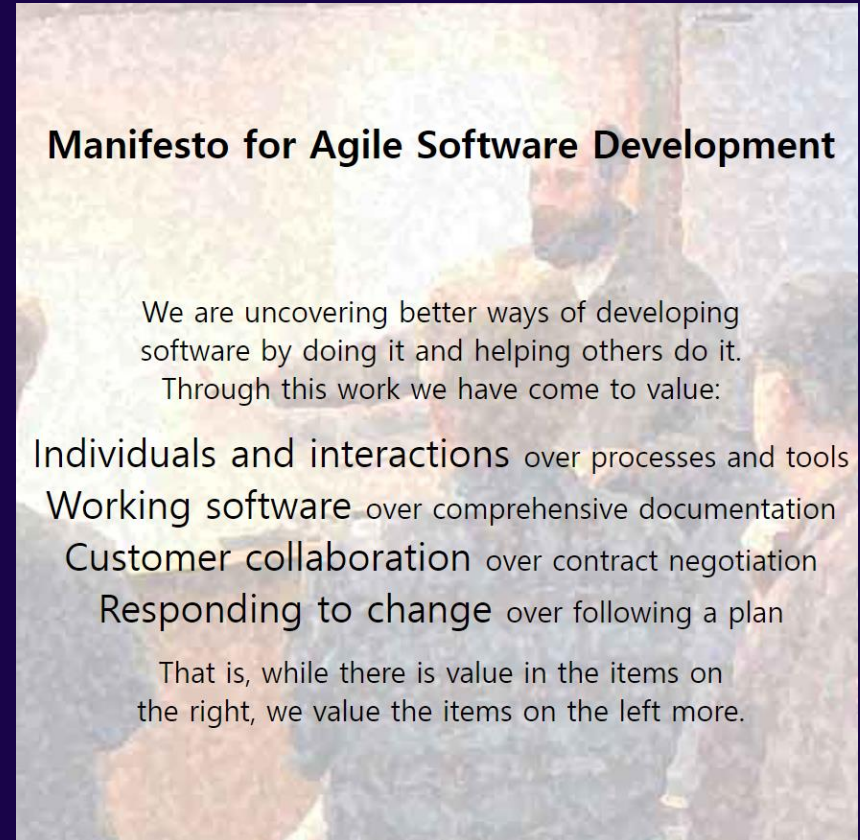 Manifesto for Agile Software Development
We are uncovering better ways of developing
software by doing it and helping others do it.
Through this work we have come to value:
Individuals and interactions over processes and tools
Working software over comprehensive documentation
Customer collaboration over contract negotiation
Responding to change over following a plan
That is, while there is value in the items on
the right, we value the items on the left more.